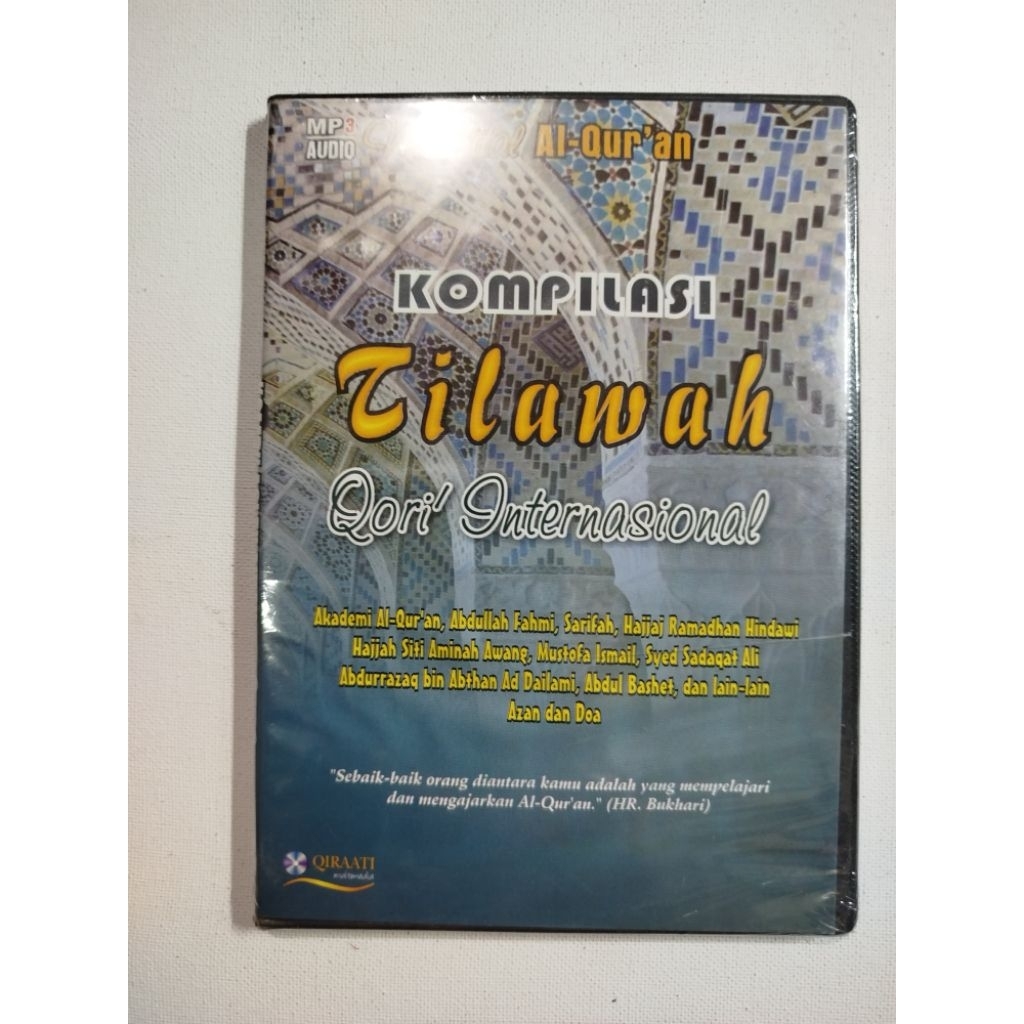 MP3
AUDIO
Al-Qur'an
KOMPILASI
Tilawah
Qori' Internasional
Akademi Al-Qur'an, Abdullah Fahmi, Sarifah, Hajjaj Ramadhan Hindawi
Hajjah Siti Aminah Awang, Mustofa Ismail, Syed Sadaqat Ali
Abdurrazaq bin Abthan Ad Dailami, Abdul Bashet, dan lain-lain
Azan dan Doa
"Sebaik-baik orang diantara kamu adalah yang mempelajari
dan mengajarkan Al-Qur'an." (HR. Bukhari)
QIRAATI
multimedia